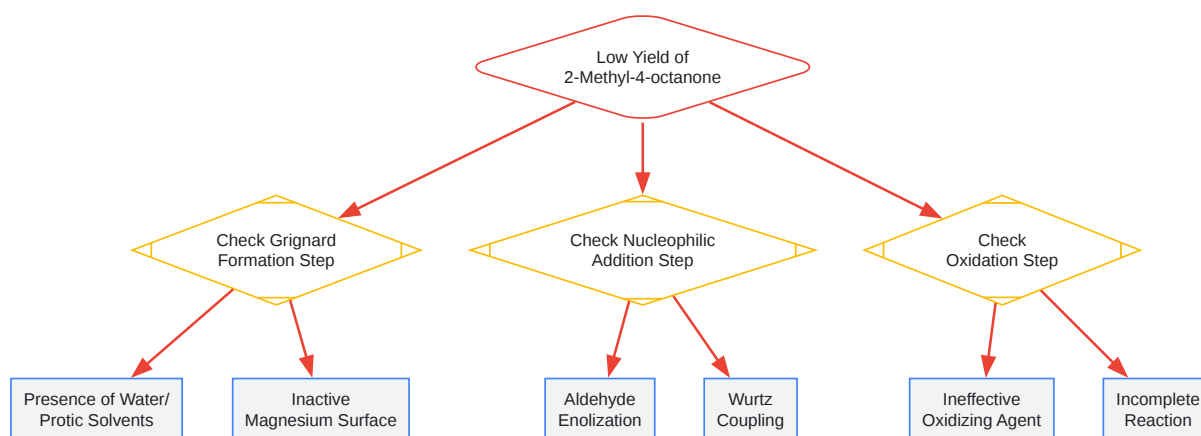 Low Yield of
2-Methyl-4-octanone
Check Grignard
Formation Step
Check Nucleophilic
Addition Step
Check
Oxidation Step
Presence of Water/
Protic Solvents
Inactive
Magnesium Surface
Aldehyde
Enolization
Wurtz
Coupling
Ineffective
Oxidizing Agent
Incomplete
Reaction